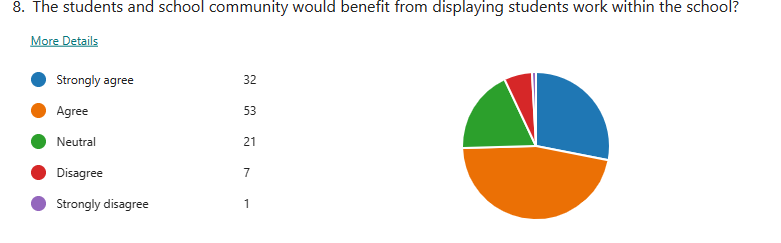 8. The students and school community would benefit from displaying students work within the school?
More Details
Strongly agree 32
Agree 53
Neutral 21
Disagree 7
Strongly disagree 1